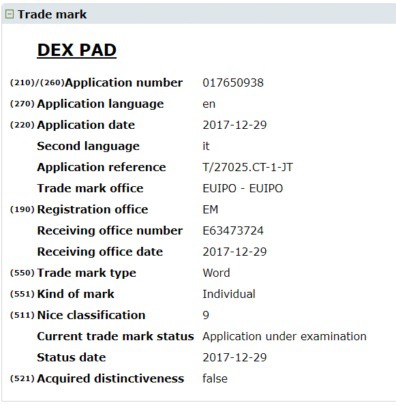 Trade mark
DEX PAD
(210)/(260) Application number 017650938
(270) Application language en
(220) Application date 2017-12-29
Second language it
Application reference T/27025.CT-1-JT
Trade mark office EUIPO - EUIPO
(190) Registration office EM
Receiving office number E63473724
Receiving office date 2017-12-29
(550) Trade mark type Word
(551) Kind of mark Individual
(511) Nice classification 9
Current trade mark status Application under examination
Status date 2017-12-29
(521) Acquired distinctiveness false